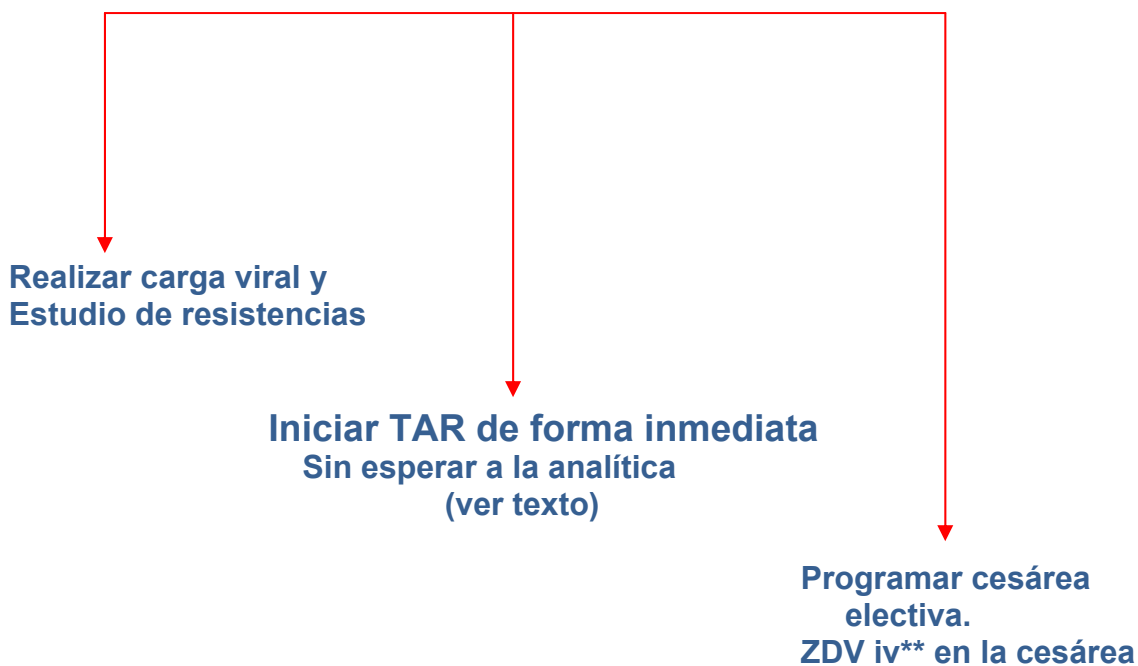 Realizar carga viral y
Estudio de resistencias
Iniciar TAR de forma inmediata
Sin esperar a la analítica
(ver texto)
Programar cesárea
electiva.
ZDV iv** en la cesárea